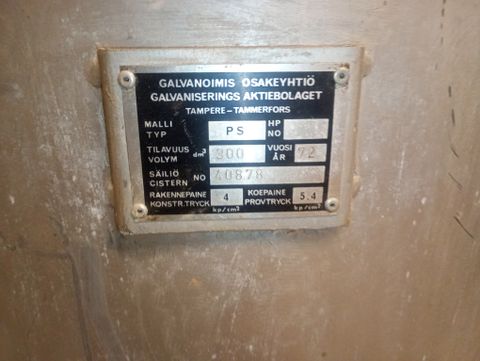 GALVANOIMIS OSAKEYHTIÖ
GALVANISERINGS AKTIEBOLAGET
TAMPERE – TAMMERFORS
MALLI TYP PS HP NO
TILAVUUS VOLYM dm³ 300 VUOSI ÅR 72
SÄILIÖ CISTERN NO 40878
RAKENNEPAINE KONSTR.TRYCK 4 kp/cm² KOEPAINE PROVTRYCK 5.4 kp/cm²